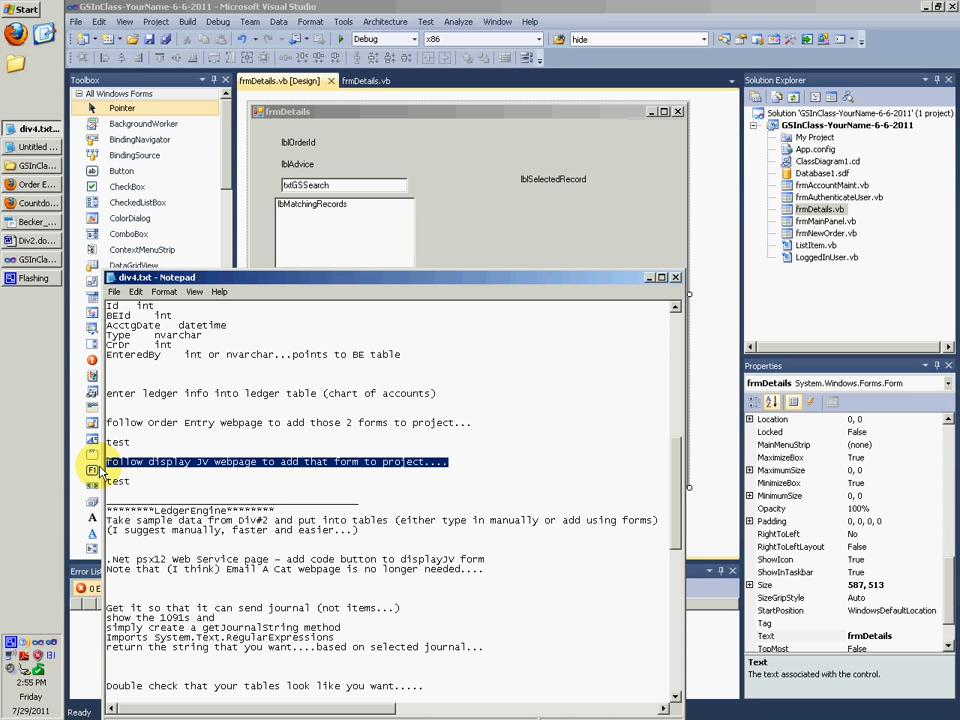 Start
GSInClass-YourName-6-6-2011 - Microsoft Visual Studio
File Edit View Project Build Debug Team Data Format Tools Architecture Test Analyze Window Help
Debug x86 hide
Toolbox
All Windows Forms
Pointer
BackgroundWorker
BindingNavigator
BindingSource
Button
CheckBox
CheckedListBox
ColorDialog
ComboBox
ContextMenuStrip
DataGridView
frmDetails.vb [Design] frmDetails.vb
frmDetails
lblOrderId
lblAdvice
txtGSSearch
lbMatchingRecords
lblSelectedRecord
div4.txt...
Untitled ...
GSInCla...
Order E...
Countdo...
Becker_...
Div2.do...
GSInCla...
Flashing
2:55 PM
Friday
7/29/2011
div4.txt - Notepad
File Edit Format View Help
Id int
BEId int
AcctgDate datetime
Type nvarchar
CrDr int
EnteredBy int or nvarchar...points to BE table
enter ledger info into ledger table (chart of accounts)
follow Order Entry webpage to add those 2 forms to project...
test
follow display JV webpage to add that form to project....
test
********LedgerEngine********
Take sample data from Div#2 and put into tables (either type in manually or add using forms)
(I suggest manually, faster and easier...)
.Net psx12 Web Service page - add code button to displayJV form
Note that (I think) Email A Cat webpage is no longer needed....
Get it so that it can send journal (not items...)
show the 1091s and
simply create a getJournalString method
Imports System.Text.RegularExpressions
return the string that you want....based on selected journal...
Double check that your tables look like you want.....
Error List
0 E
Ready
Solution Explorer
Solution 'GSInClass-YourName-6-6-2011' (1 project)
GSInClass-YourName-6-6-2011
My Project
App.config
ClassDiagram1.cd
Database1.sdf
frmAccountMaint.vb
frmAuthenticateUser.vb
frmDetails.vb
frmMainPanel.vb
frmNewOrder.vb
ListItem.vb
LoggedInUser.vb
Properties
frmDetails System.Windows.Forms.Form
Location 0, 0
Locked False
MainMenuStrip (none)
MaximizeBox True
MaximumSize 0, 0
MinimizeBox True
MinimumSize 0, 0
Opacity 100%
Padding 0, 0, 0, 0
RightToLeft No
RightToLeftLayout False
ShowIcon True
ShowInTaskbar True
Size 587, 513
SizeGripStyle Auto
StartPosition WindowsDefaultLocation
Tag
Text frmDetails
TopMost False
Text
The text associated with the control.